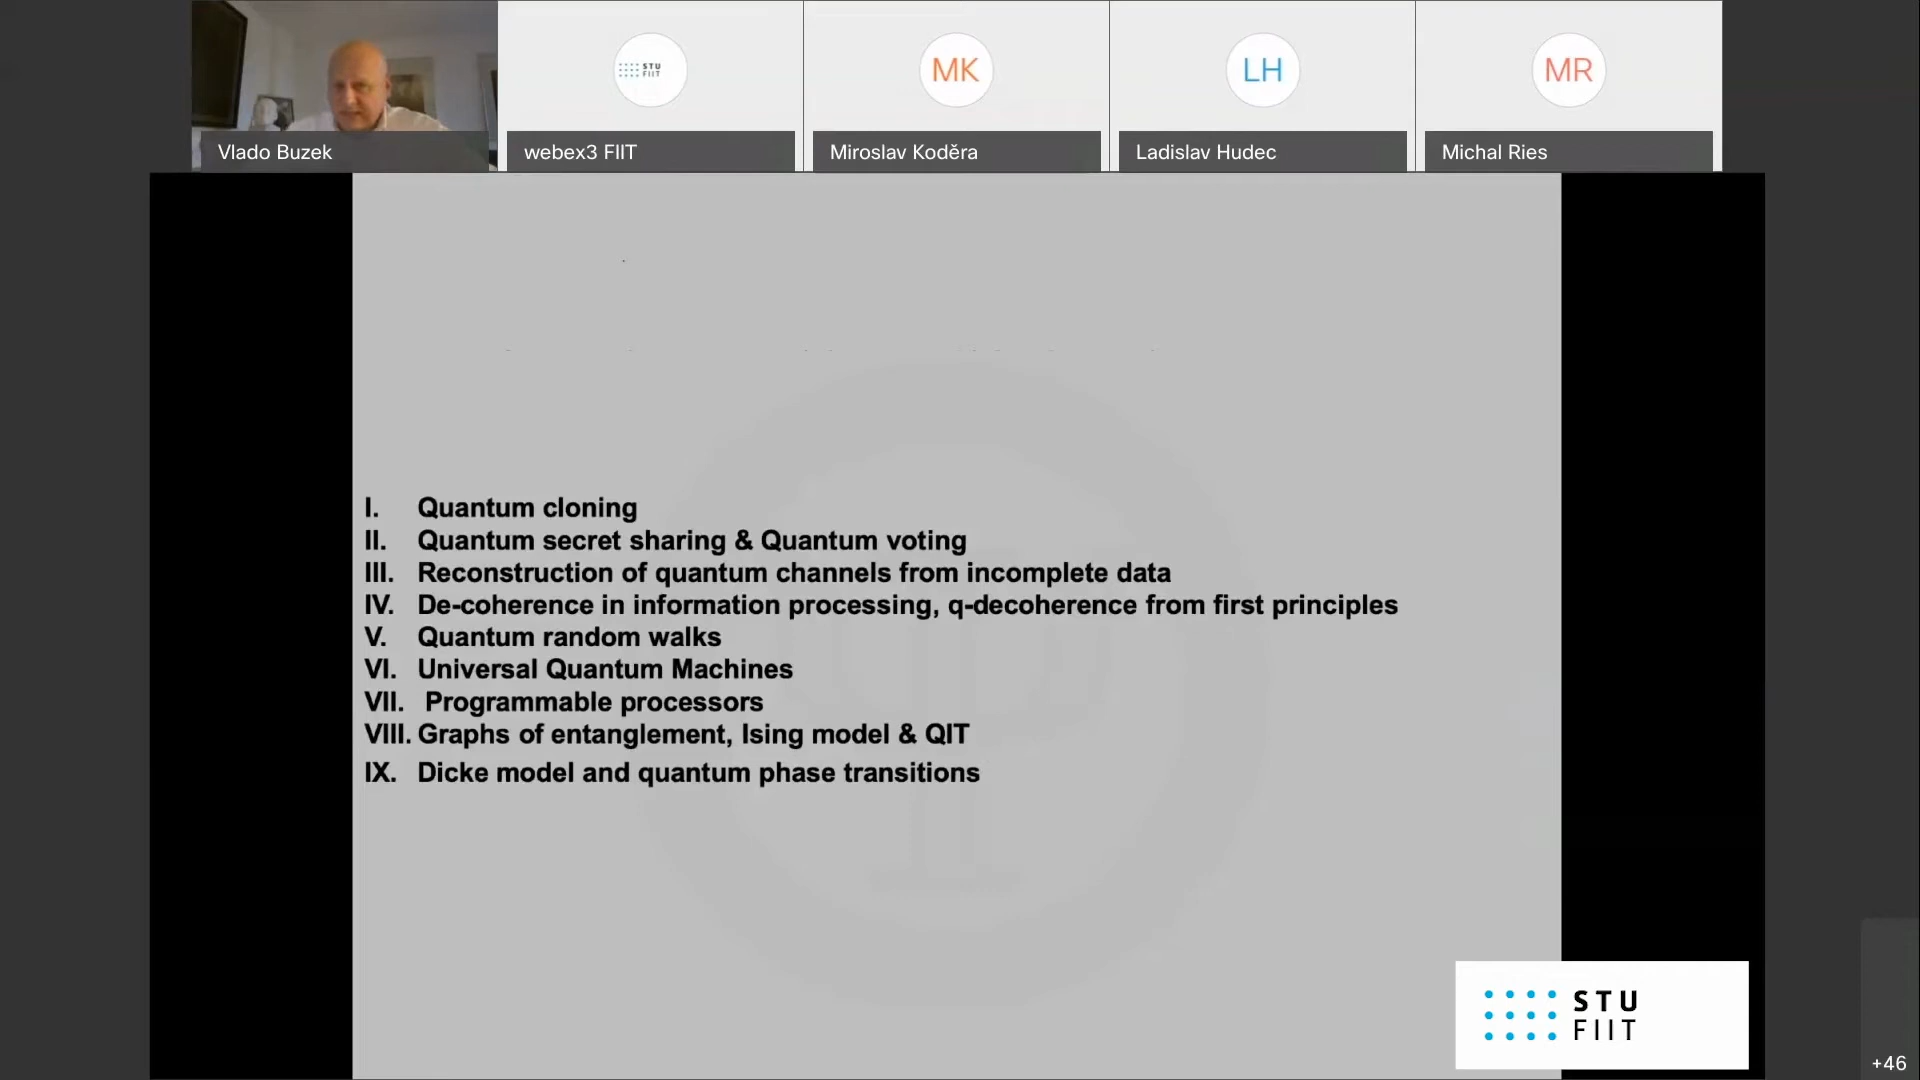 STU
FIIT
MK
LH
MR
Vlado Buzek
webex3 FIIT
Miroslav Koděra
Ladislav Hudec
Michal Ries
I. Quantum cloning
II. Quantum secret sharing & Quantum voting
III. Reconstruction of quantum channels from incomplete data
IV. De-coherence in information processing, q-decoherence from first principles
V. Quantum random walks
VI. Universal Quantum Machines
VII. Programmable processors
VIII. Graphs of entanglement, Ising model & QIT
IX. Dicke model and quantum phase transitions
STU
FIIT
+46